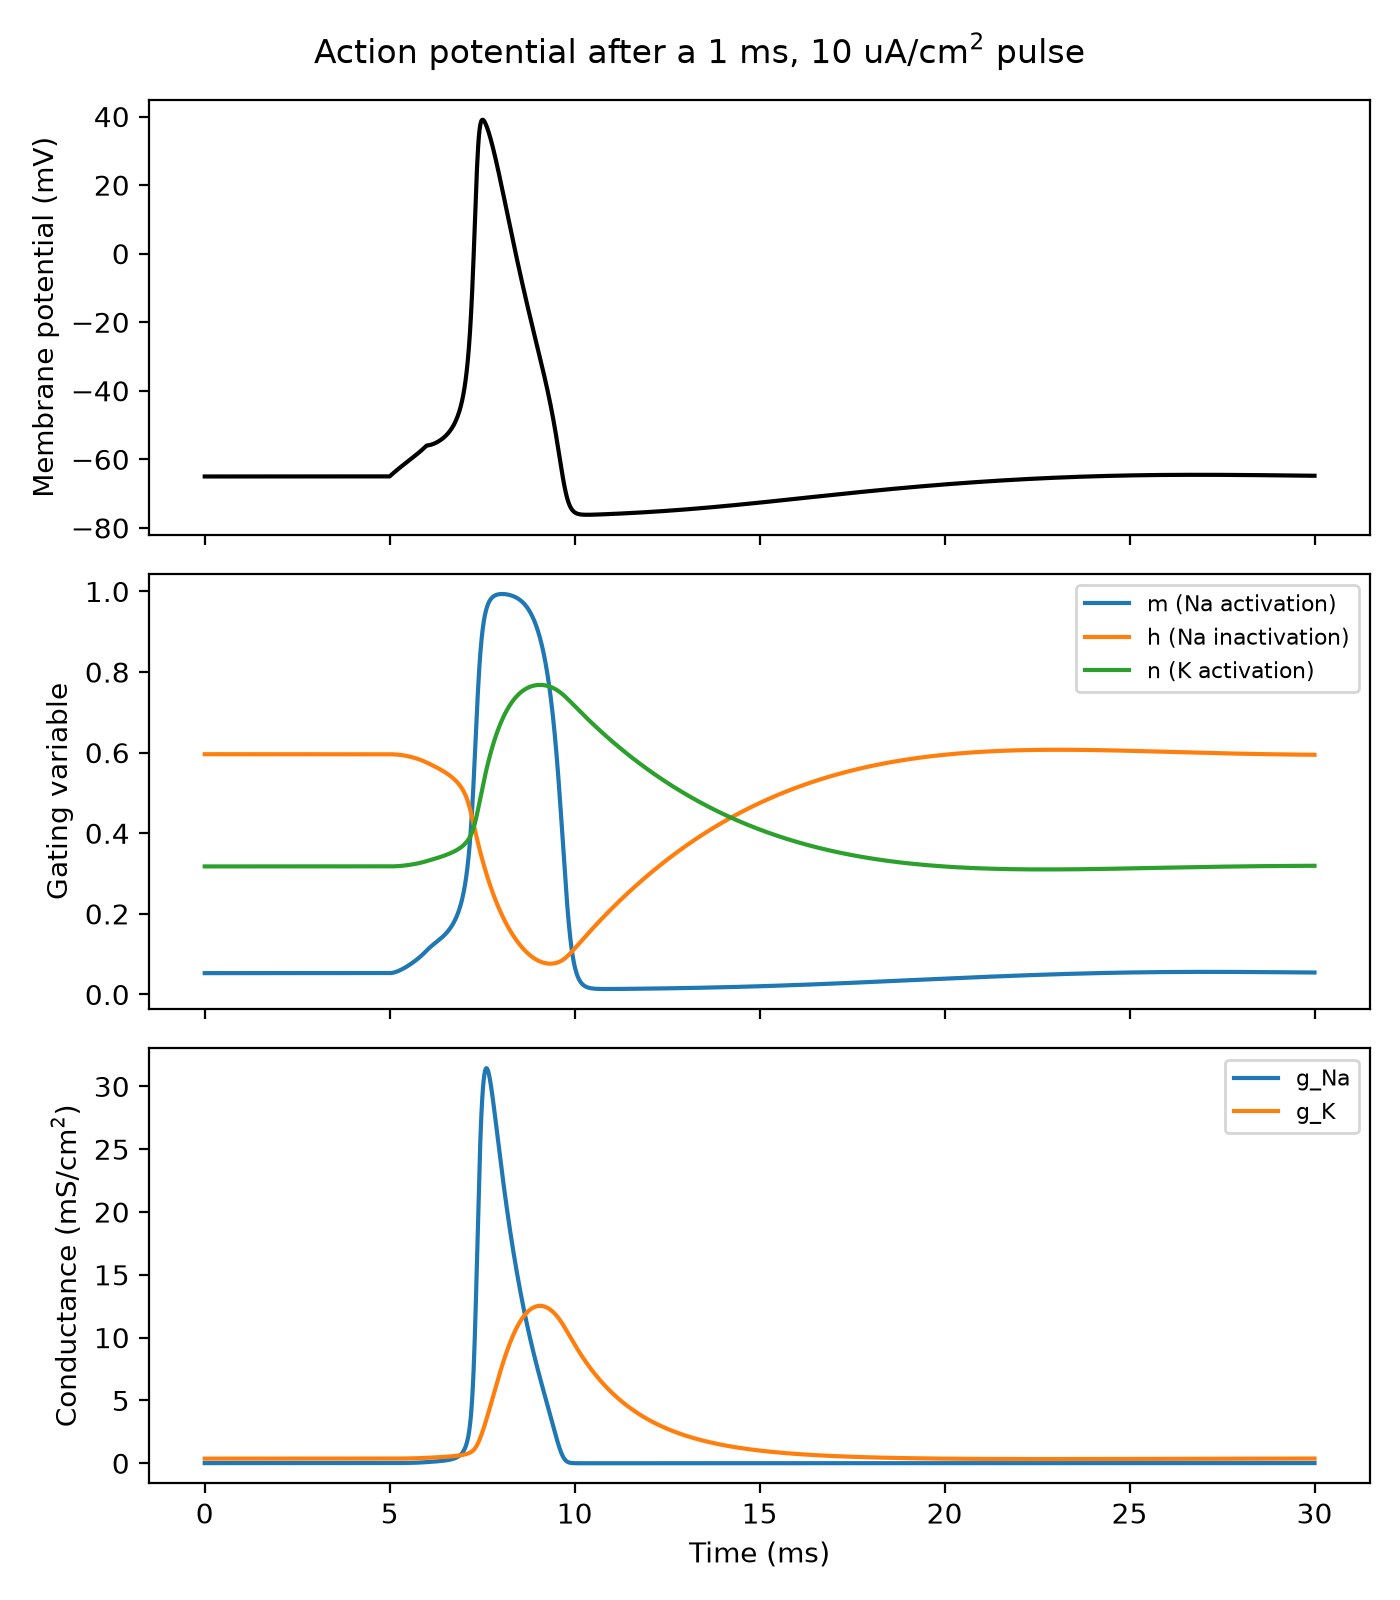 Action potential after a 1 ms, 10 uA/cm² pulse
Membrane potential (mV)
40
20
0
−20
−40
−60
−80
Gating variable
1.0
0.8
0.6
0.4
0.2
0.0
m (Na activation)
h (Na inactivation)
n (K activation)
Conductance (mS/cm²)
30
25
20
15
10
5
0
g_Na
g_K
0 5 10 15 20 25 30
Time (ms)